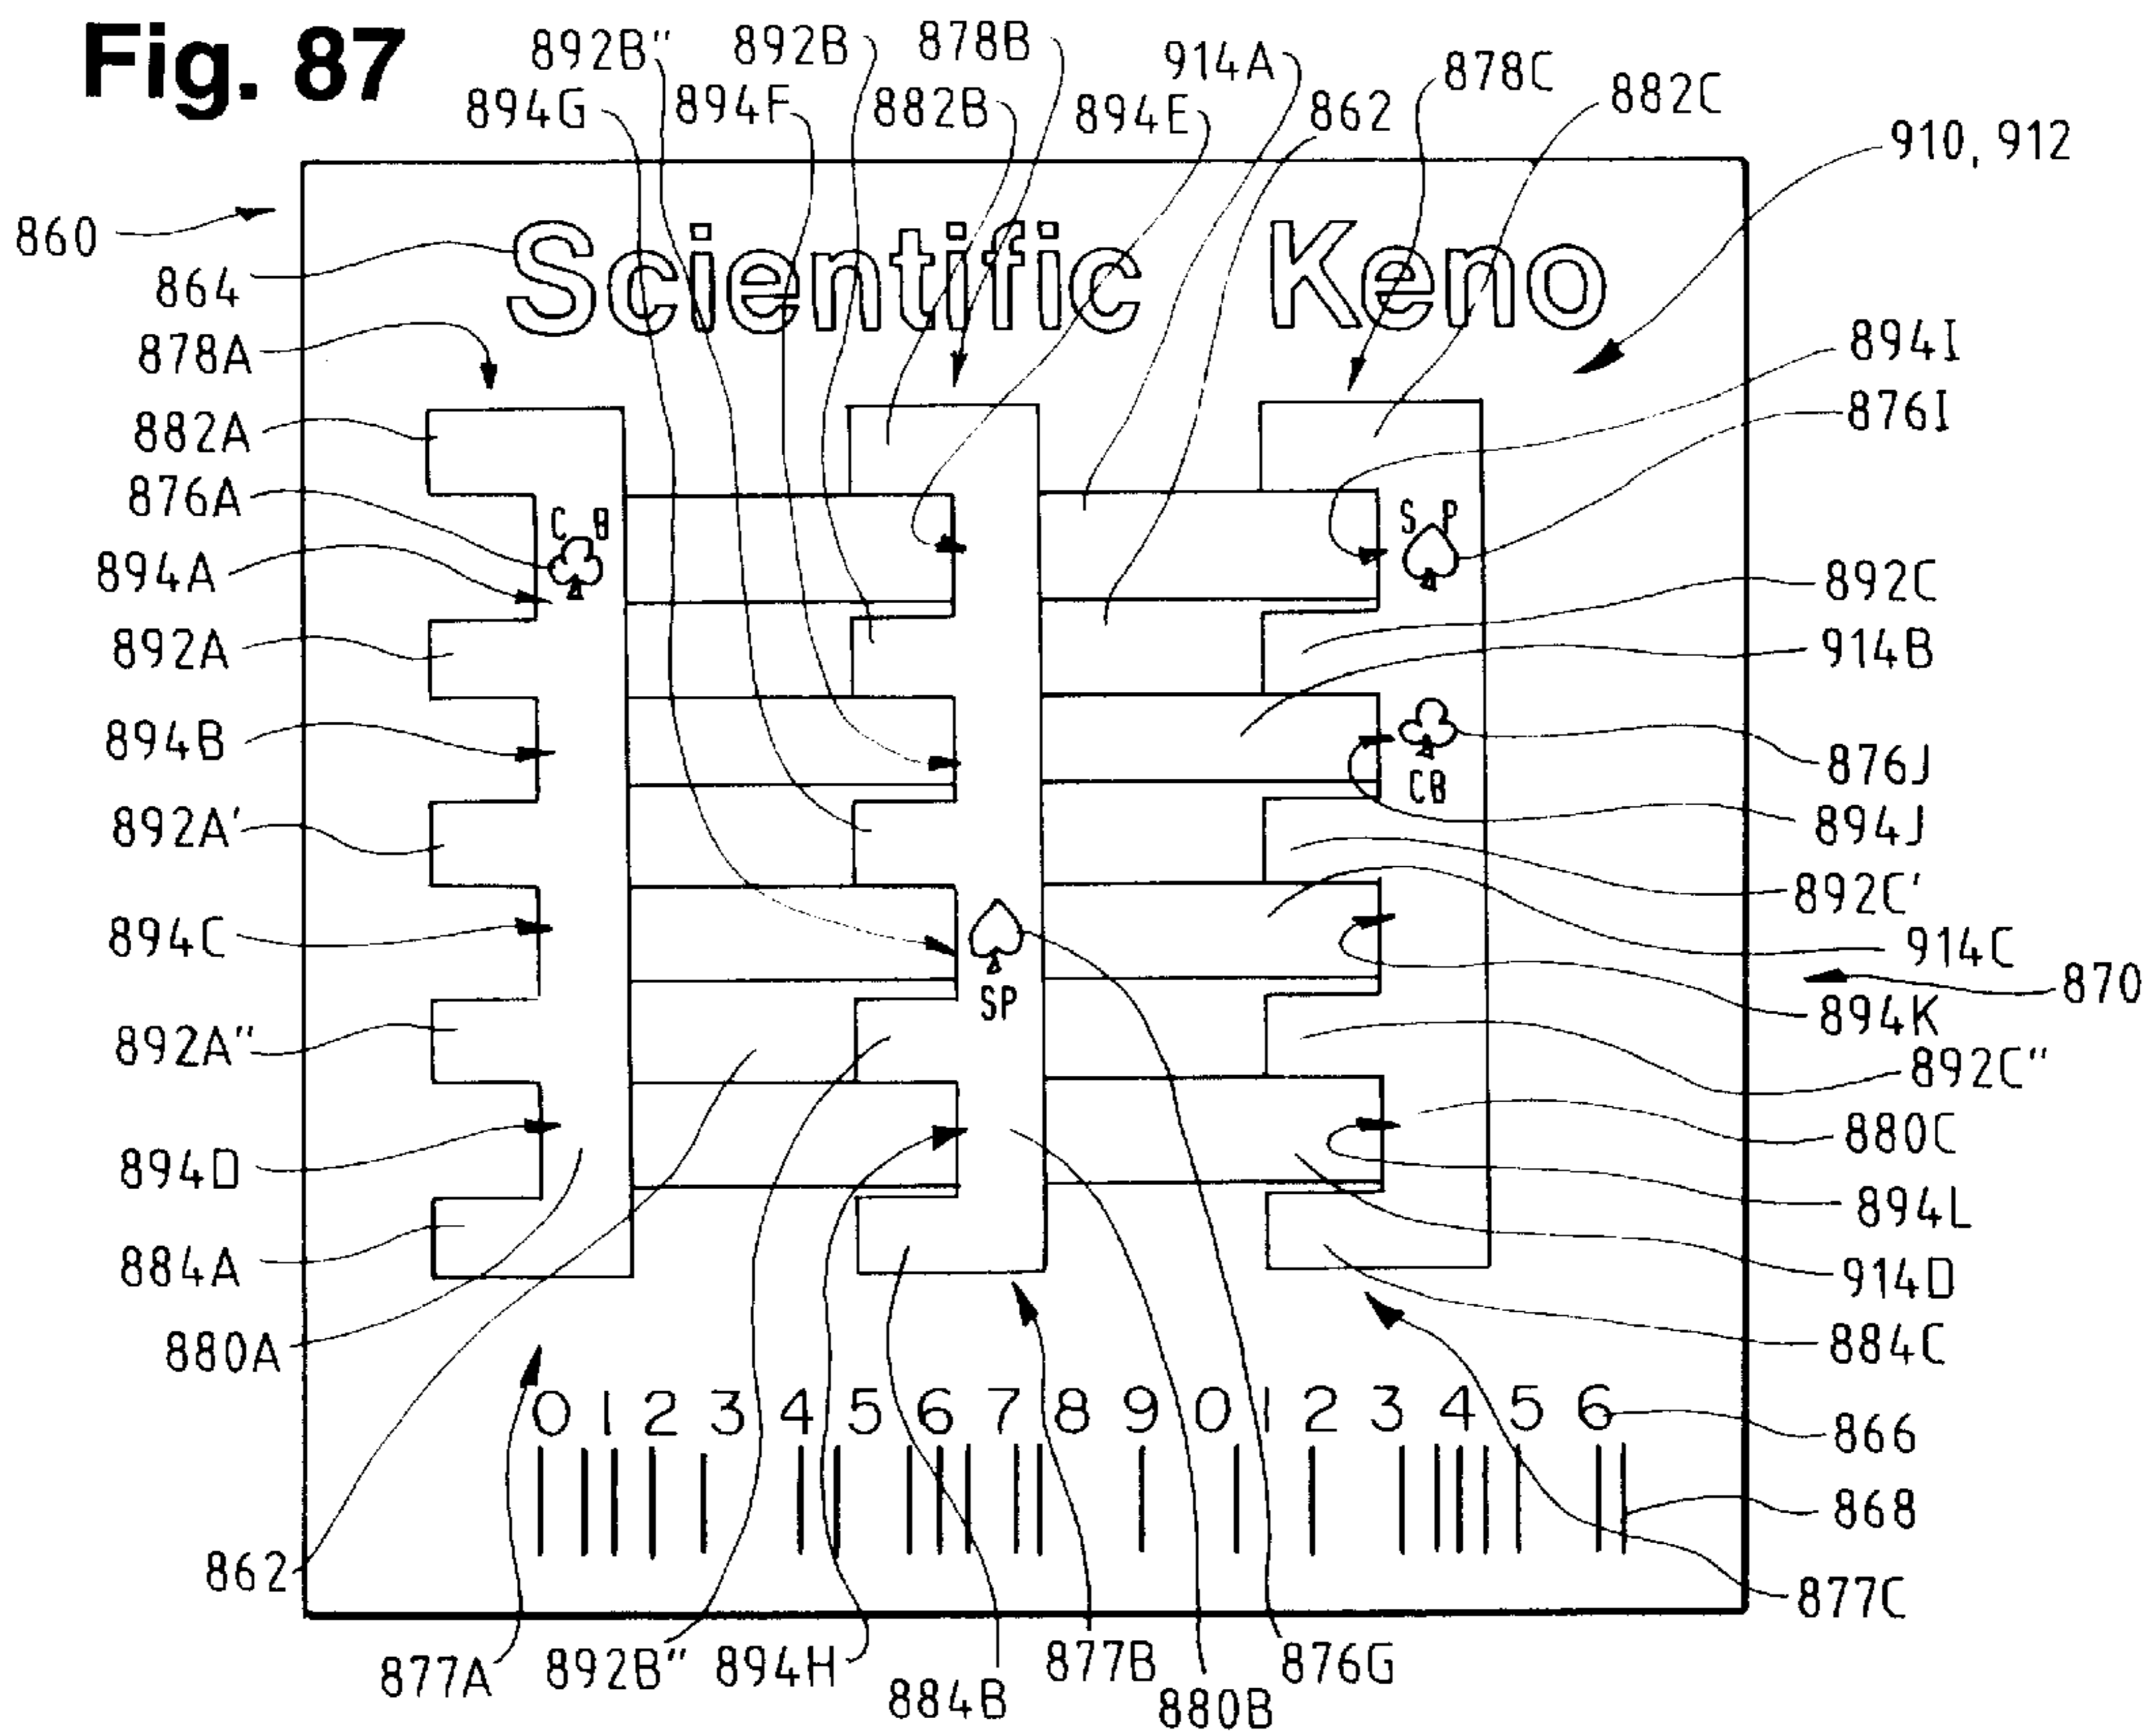 Fig. 87
892B" 892B 878B 914A 878C
894G 894F 882B 894E 862 882C
910, 912
860
Scientific Keno
864
878A
894I
882A
876I
876A
C B
S P
894A
892C
892A
914B
894B
876J
CB
892A'
894J
892C'
894C
914C
870
SP
892A"
894K
892C"
880C
894D
894L
884A
914D
880A
884C
0 1 2 3 4 5 6 7 8 9 0 1 2 3 4 5 6
866
868
862
877C
877A 892B" 894H 884B 877B 880B 876G